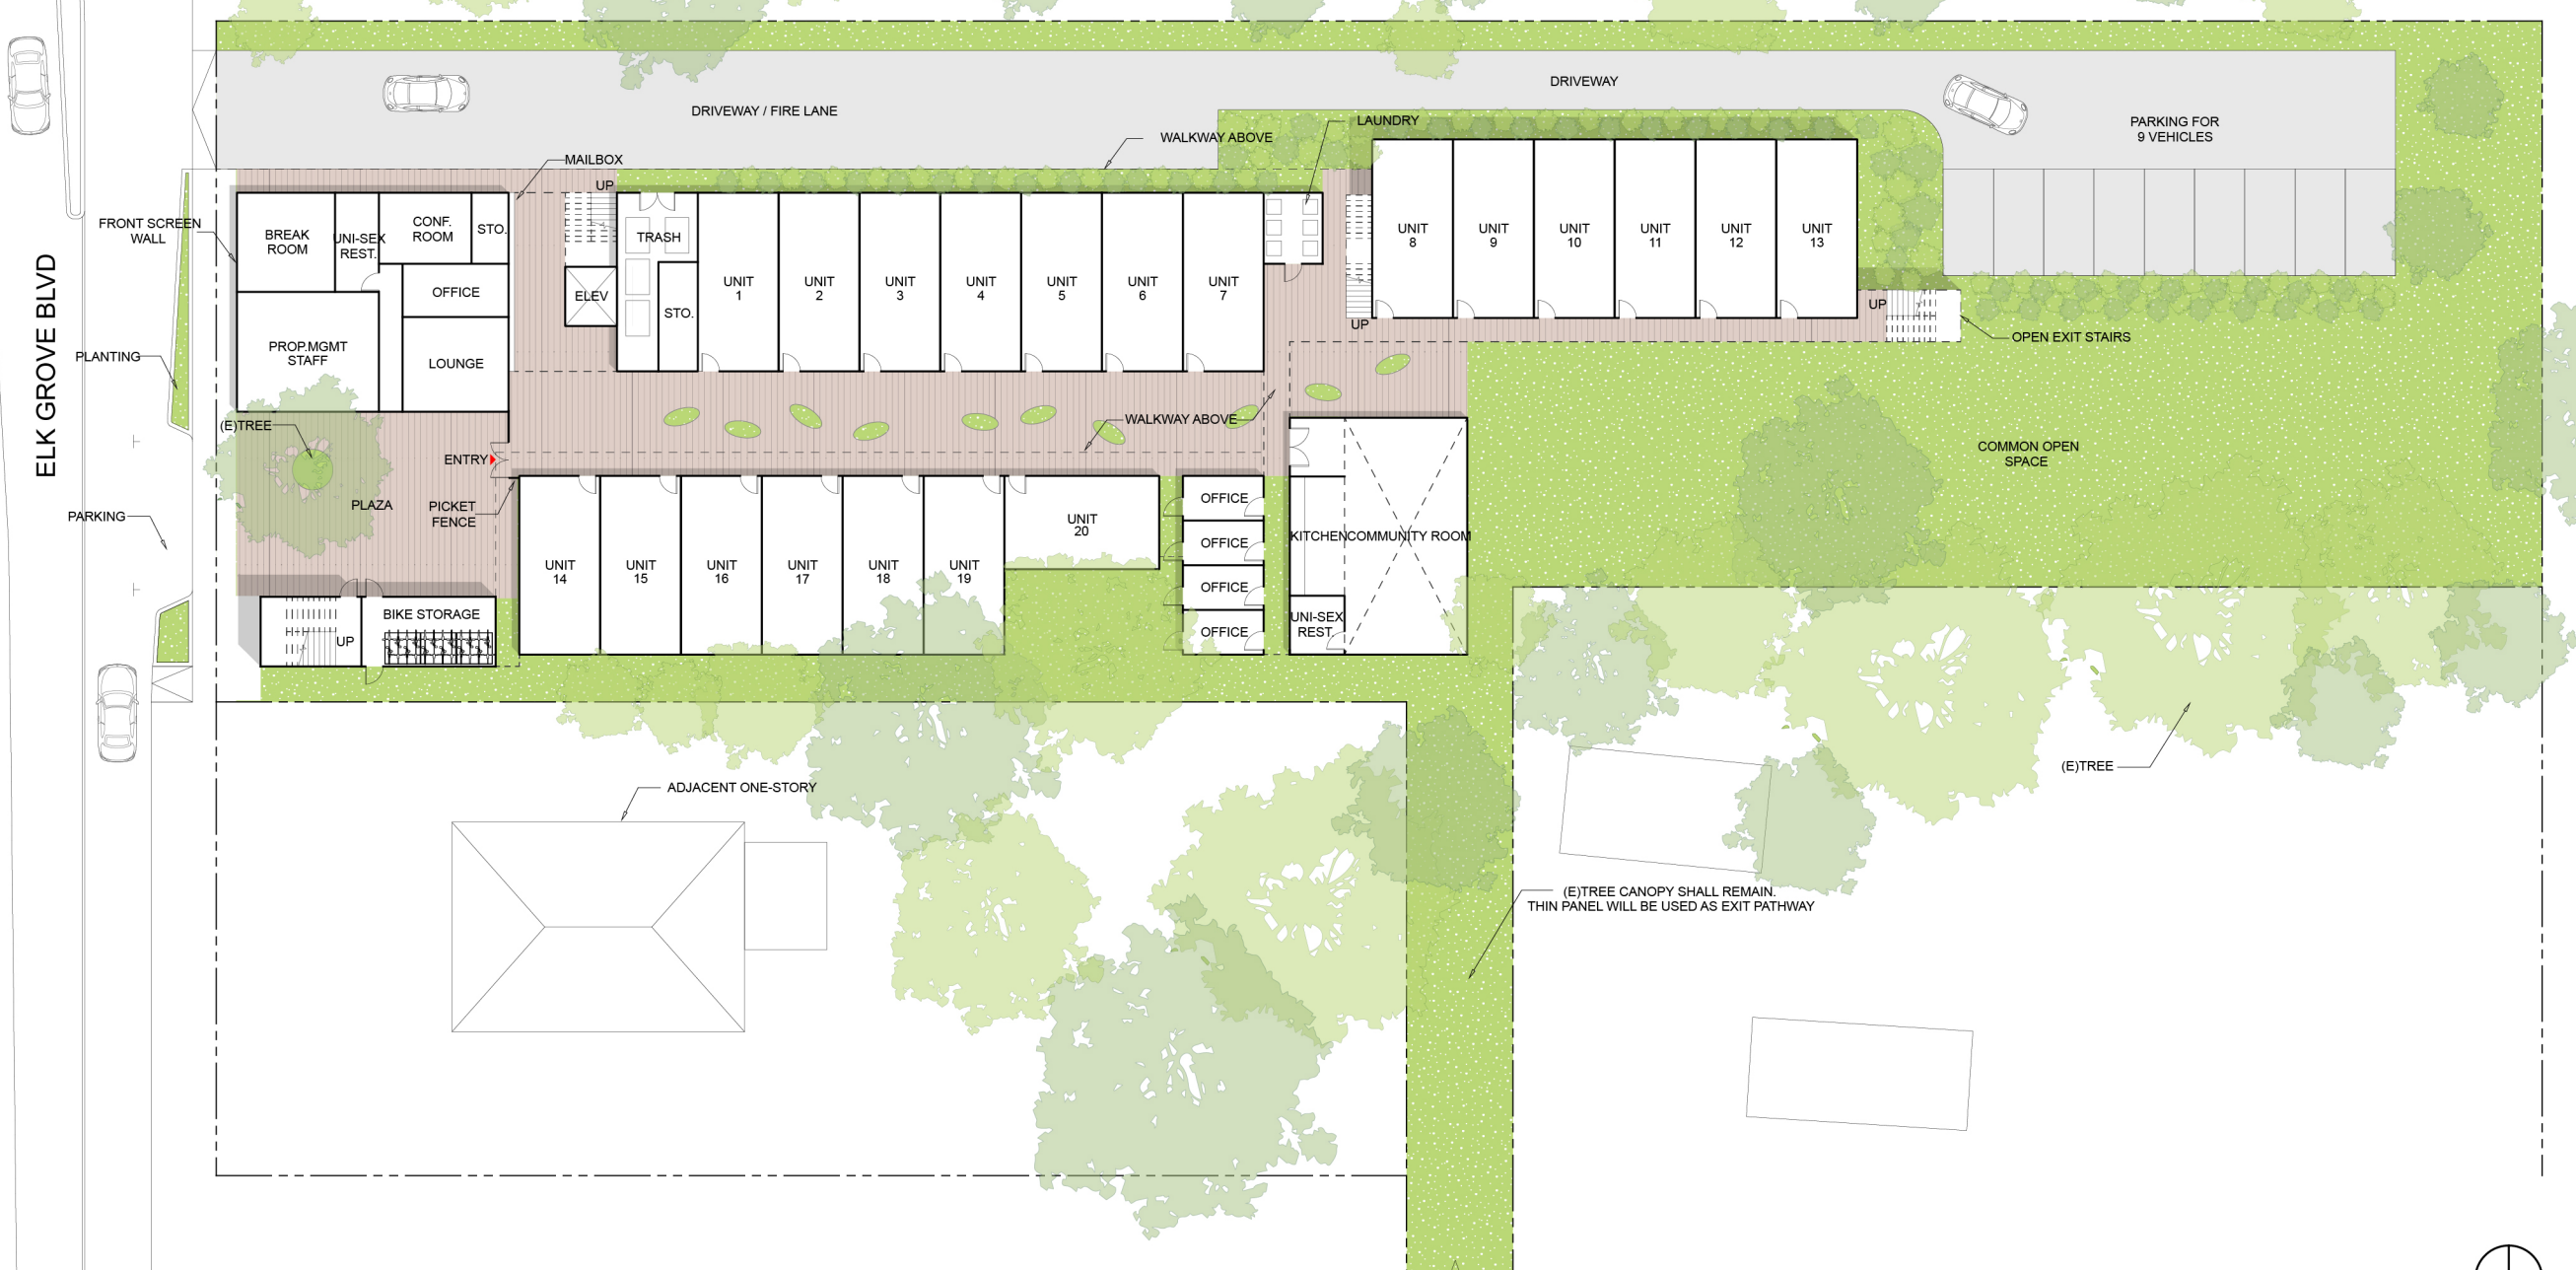 DRIVEWAY
DRIVEWAY / FIRE LANE
PARKING FOR
9 VEHICLES
LAUNDRY
WALKWAY ABOVE
MAILBOX
UP
FRONT SCREEN
WALL
BREAK
ROOM
UNI-SEX
REST.
CONF.
ROOM
STO.
TRASH
UNIT
1
UNIT
2
UNIT
3
UNIT
4
UNIT
5
UNIT
6
UNIT
7
UNIT
8
UNIT
9
UNIT
10
UNIT
11
UNIT
12
UNIT
13
OFFICE
ELEV
STO.
UP
UP
OPEN EXIT STAIRS
ELK GROVE BLVD
PLANTING
PROP.MGMT
STAFF
LOUNGE
(E)TREE
WALKWAY ABOVE
COMMON OPEN
SPACE
ENTRY
PLAZA
PICKET
FENCE
PARKING
UNIT
14
UNIT
15
UNIT
16
UNIT
17
UNIT
18
UNIT
19
UNIT
20
OFFICE
OFFICE
OFFICE
OFFICE
KITCHEN
COMMUNITY ROOM
UNI-SEX
REST.
BIKE STORAGE
UP
(E)TREE
ADJACENT ONE-STORY
(E)TREE CANOPY SHALL REMAIN.
THIN PANEL WILL BE USED AS EXIT PATHWAY